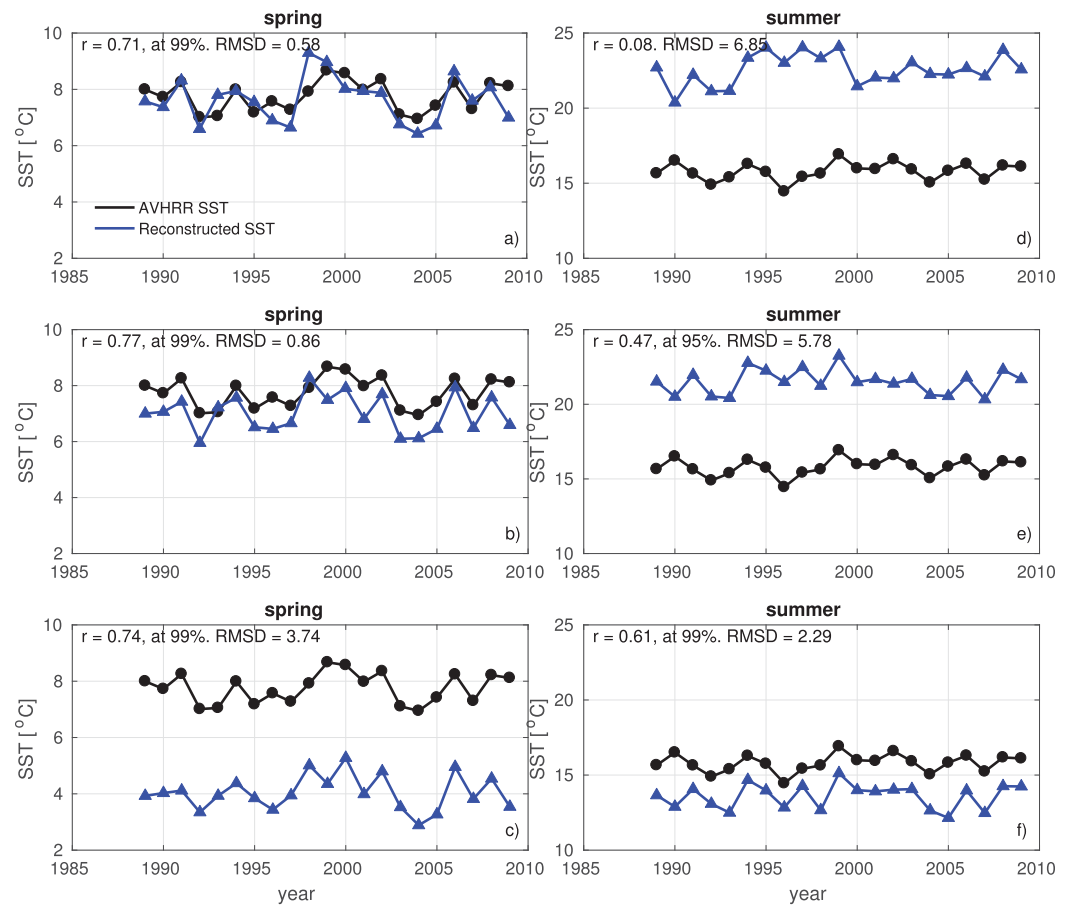 spring
r = 0.71, at 99%. RMSD = 0.58
10
8
6
4
2
SST [ °C]
AVHRR SST
Reconstructed SST
a)
1985
1990
1995
2000
2005
2010
summer
r = 0.08. RMSD = 6.85
25
20
15
10
SST [ °C]
d)
1985
1990
1995
2000
2005
2010
spring
r = 0.77, at 99%. RMSD = 0.86
10
8
6
4
2
SST [ °C]
b)
1985
1990
1995
2000
2005
2010
summer
r = 0.47, at 95%. RMSD = 5.78
25
20
15
10
SST [ °C]
e)
1985
1990
1995
2000
2005
2010
spring
r = 0.74, at 99%. RMSD = 3.74
10
8
6
4
2
SST [ °C]
c)
1985
1990
1995
2000
2005
2010
year
summer
r = 0.61, at 99%. RMSD = 2.29
25
20
15
10
SST [ °C]
f)
1985
1990
1995
2000
2005
2010
year